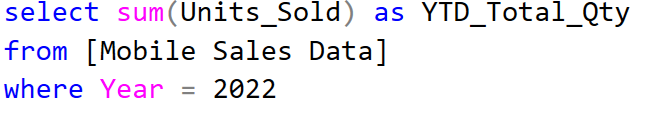 select sum(Units_Sold) as YTD_Total_Qty
from [Mobile Sales Data]
where Year = 2022